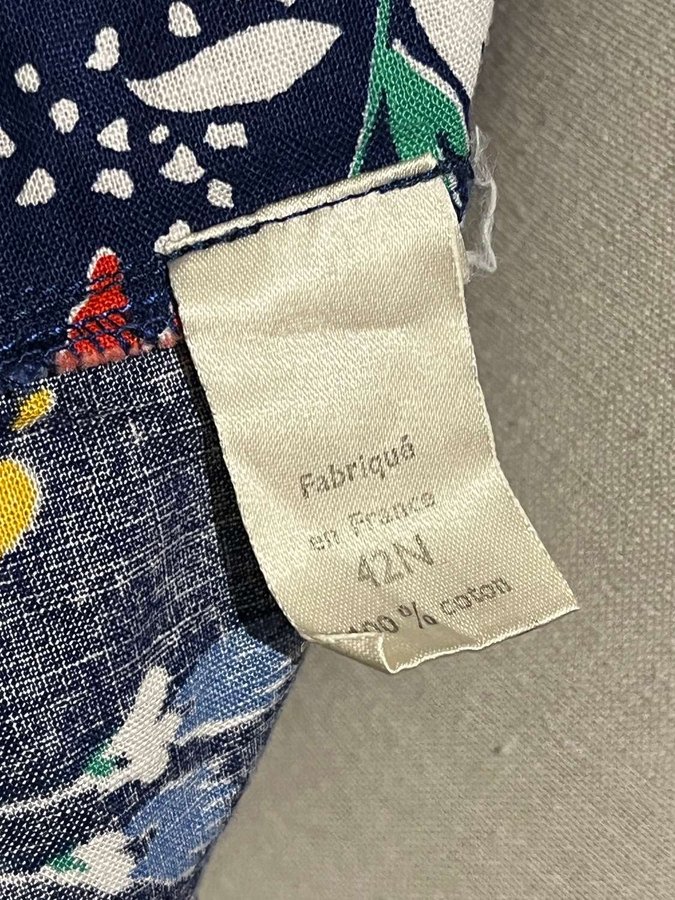 Fabriqué
en France
42N
100 % coton